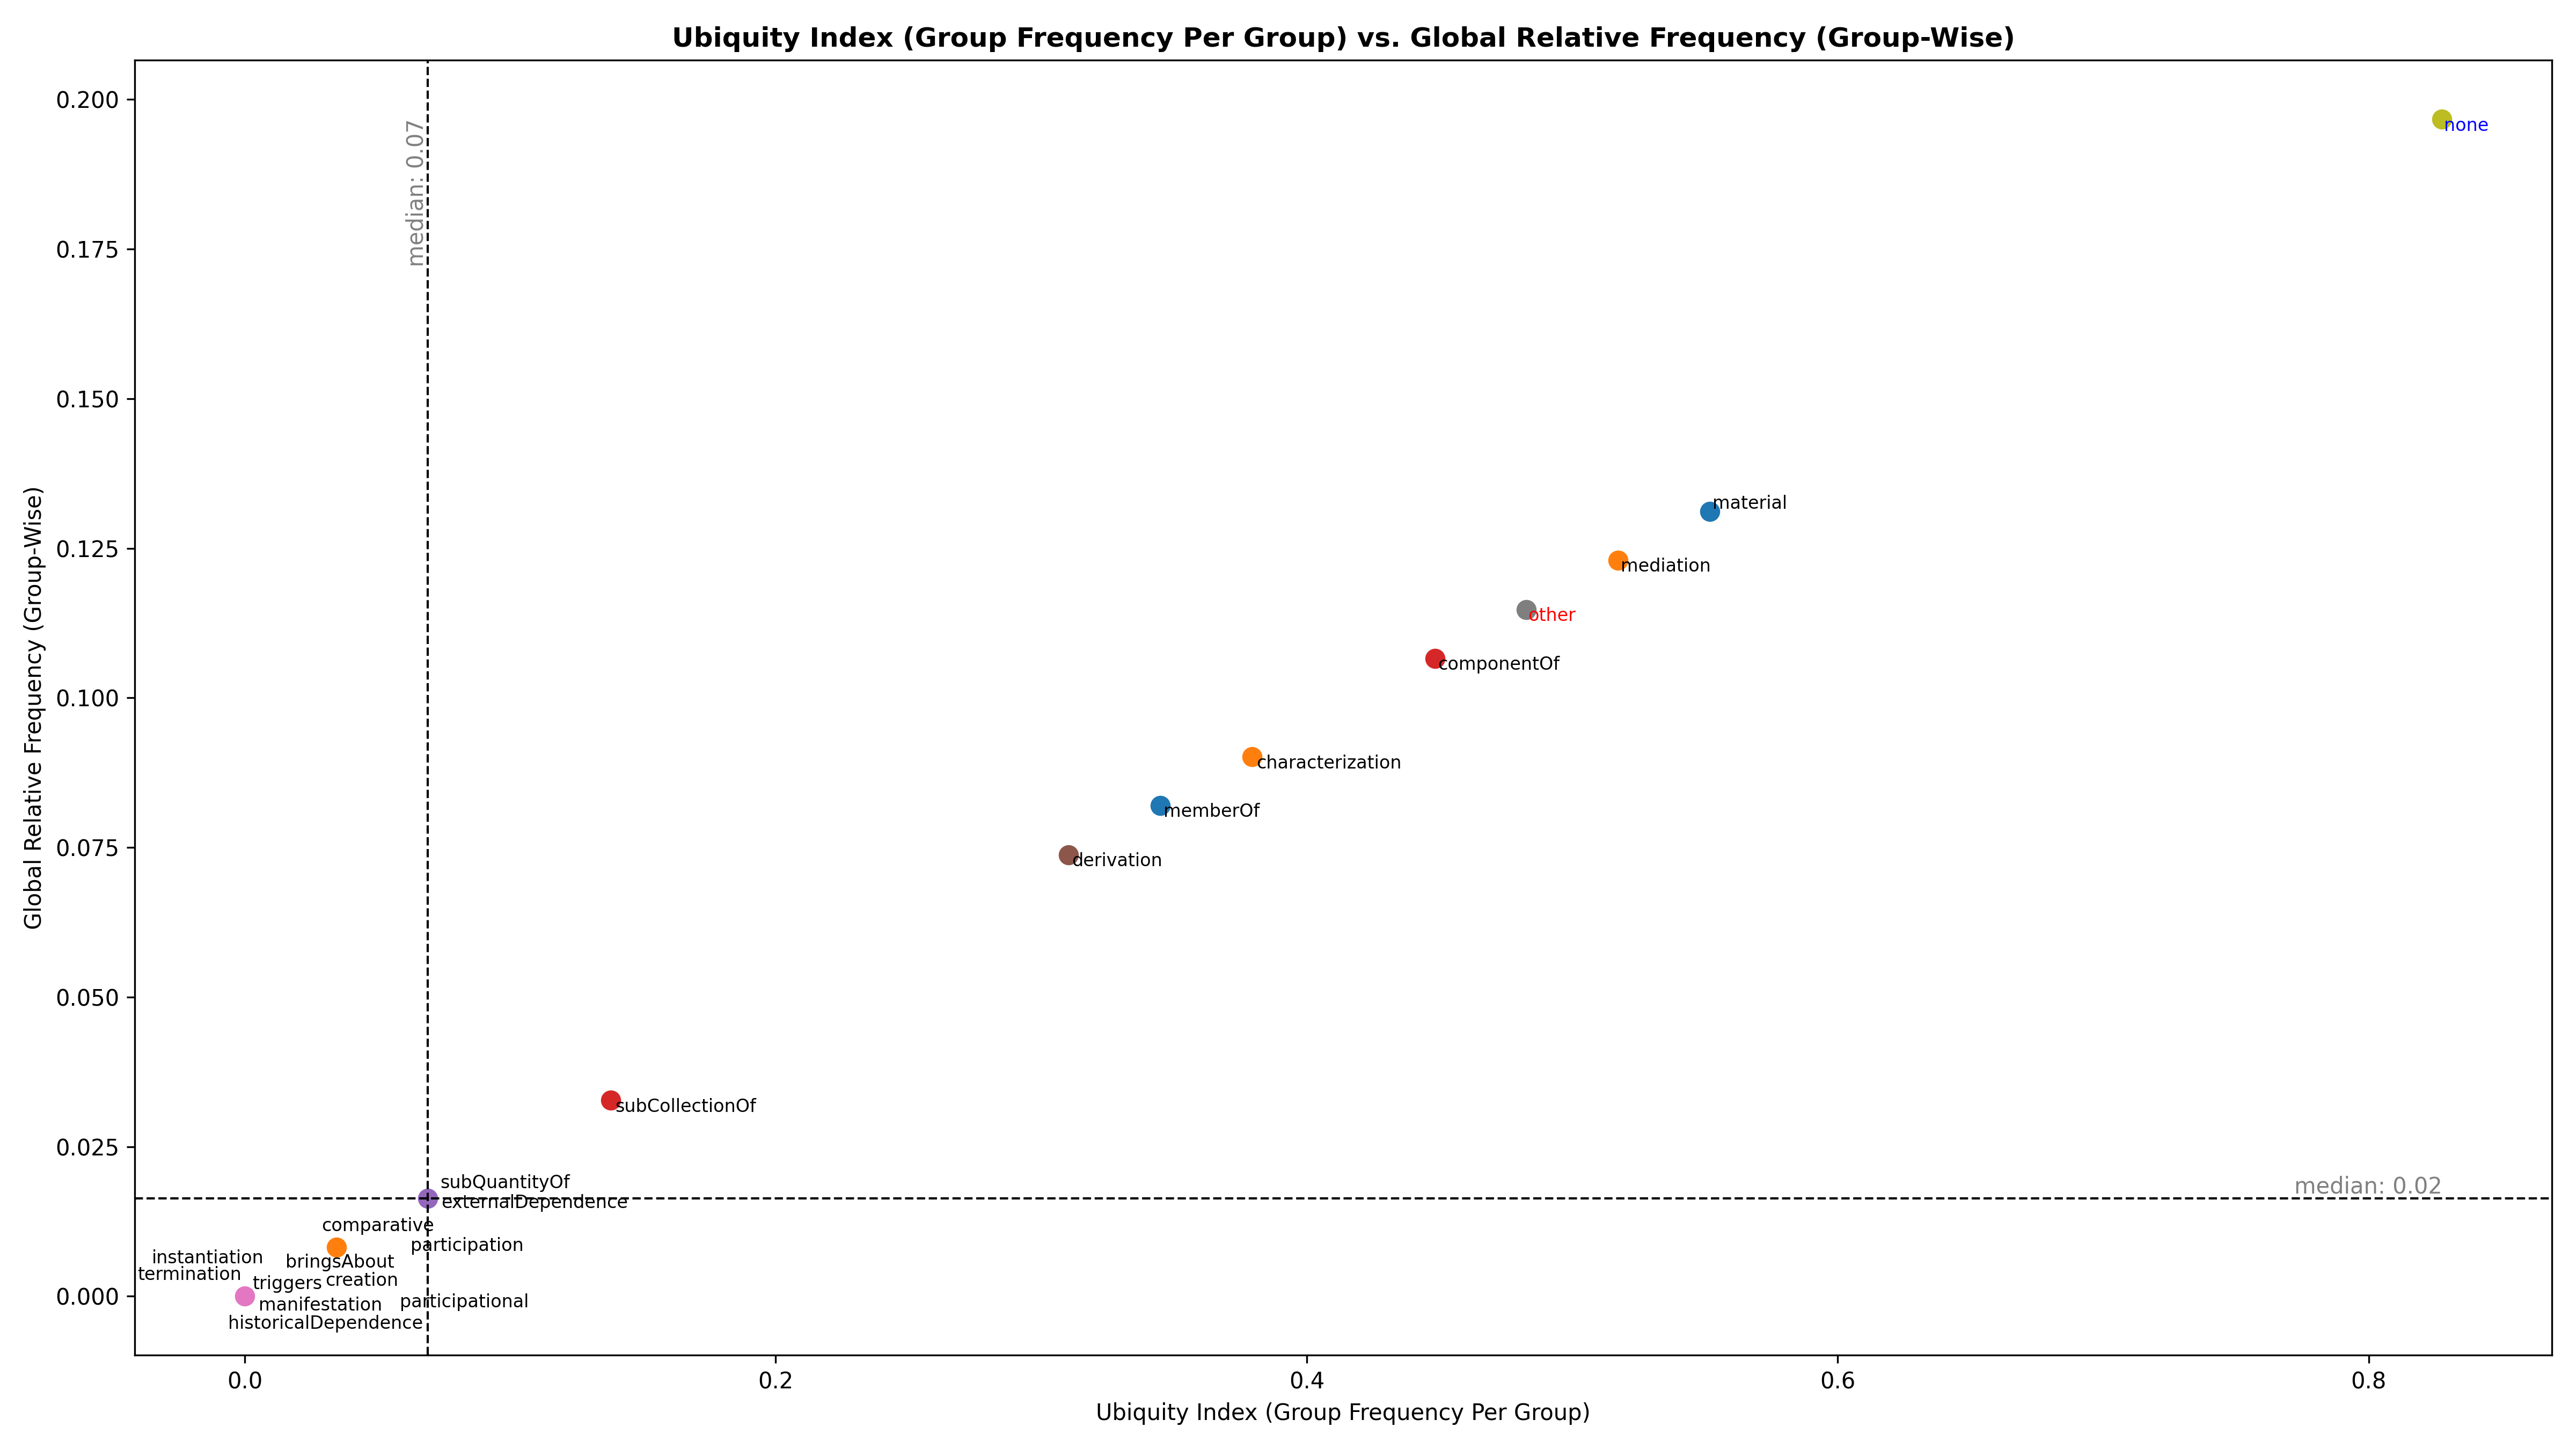 Ubiquity Index (Group Frequency Per Group) vs. Global Relative Frequency (Group-Wise)
Global Relative Frequency (Group-Wise)
0.200
0.175
0.150
0.125
0.100
0.075
0.050
0.025
0.000
median: 0.07
none
material
mediation
other
componentOf
characterization
memberOf
derivation
subCollectionOf
subQuantityOf
externalDependence
median: 0.02
comparative
participation
instantiation
bringsAbout
termination
triggers
creation
manifestation
participational
historicalDependence
0.0
0.2
0.4
0.6
0.8
Ubiquity Index (Group Frequency Per Group)